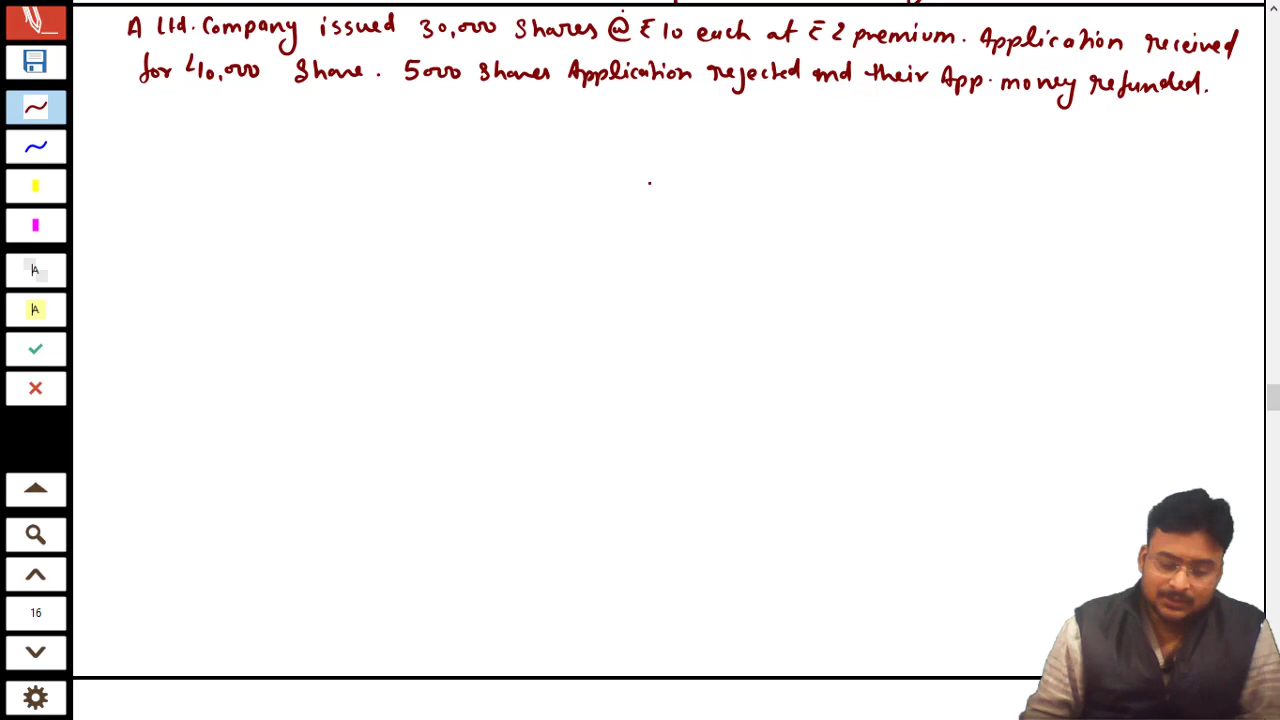 A Ltd. Company issued 30,000 Shares @ ₹10 each at ₹2 premium. Application received
for 40,000 Share. 5000 Shares Application rejected and their App. money refunded.
A
A
16